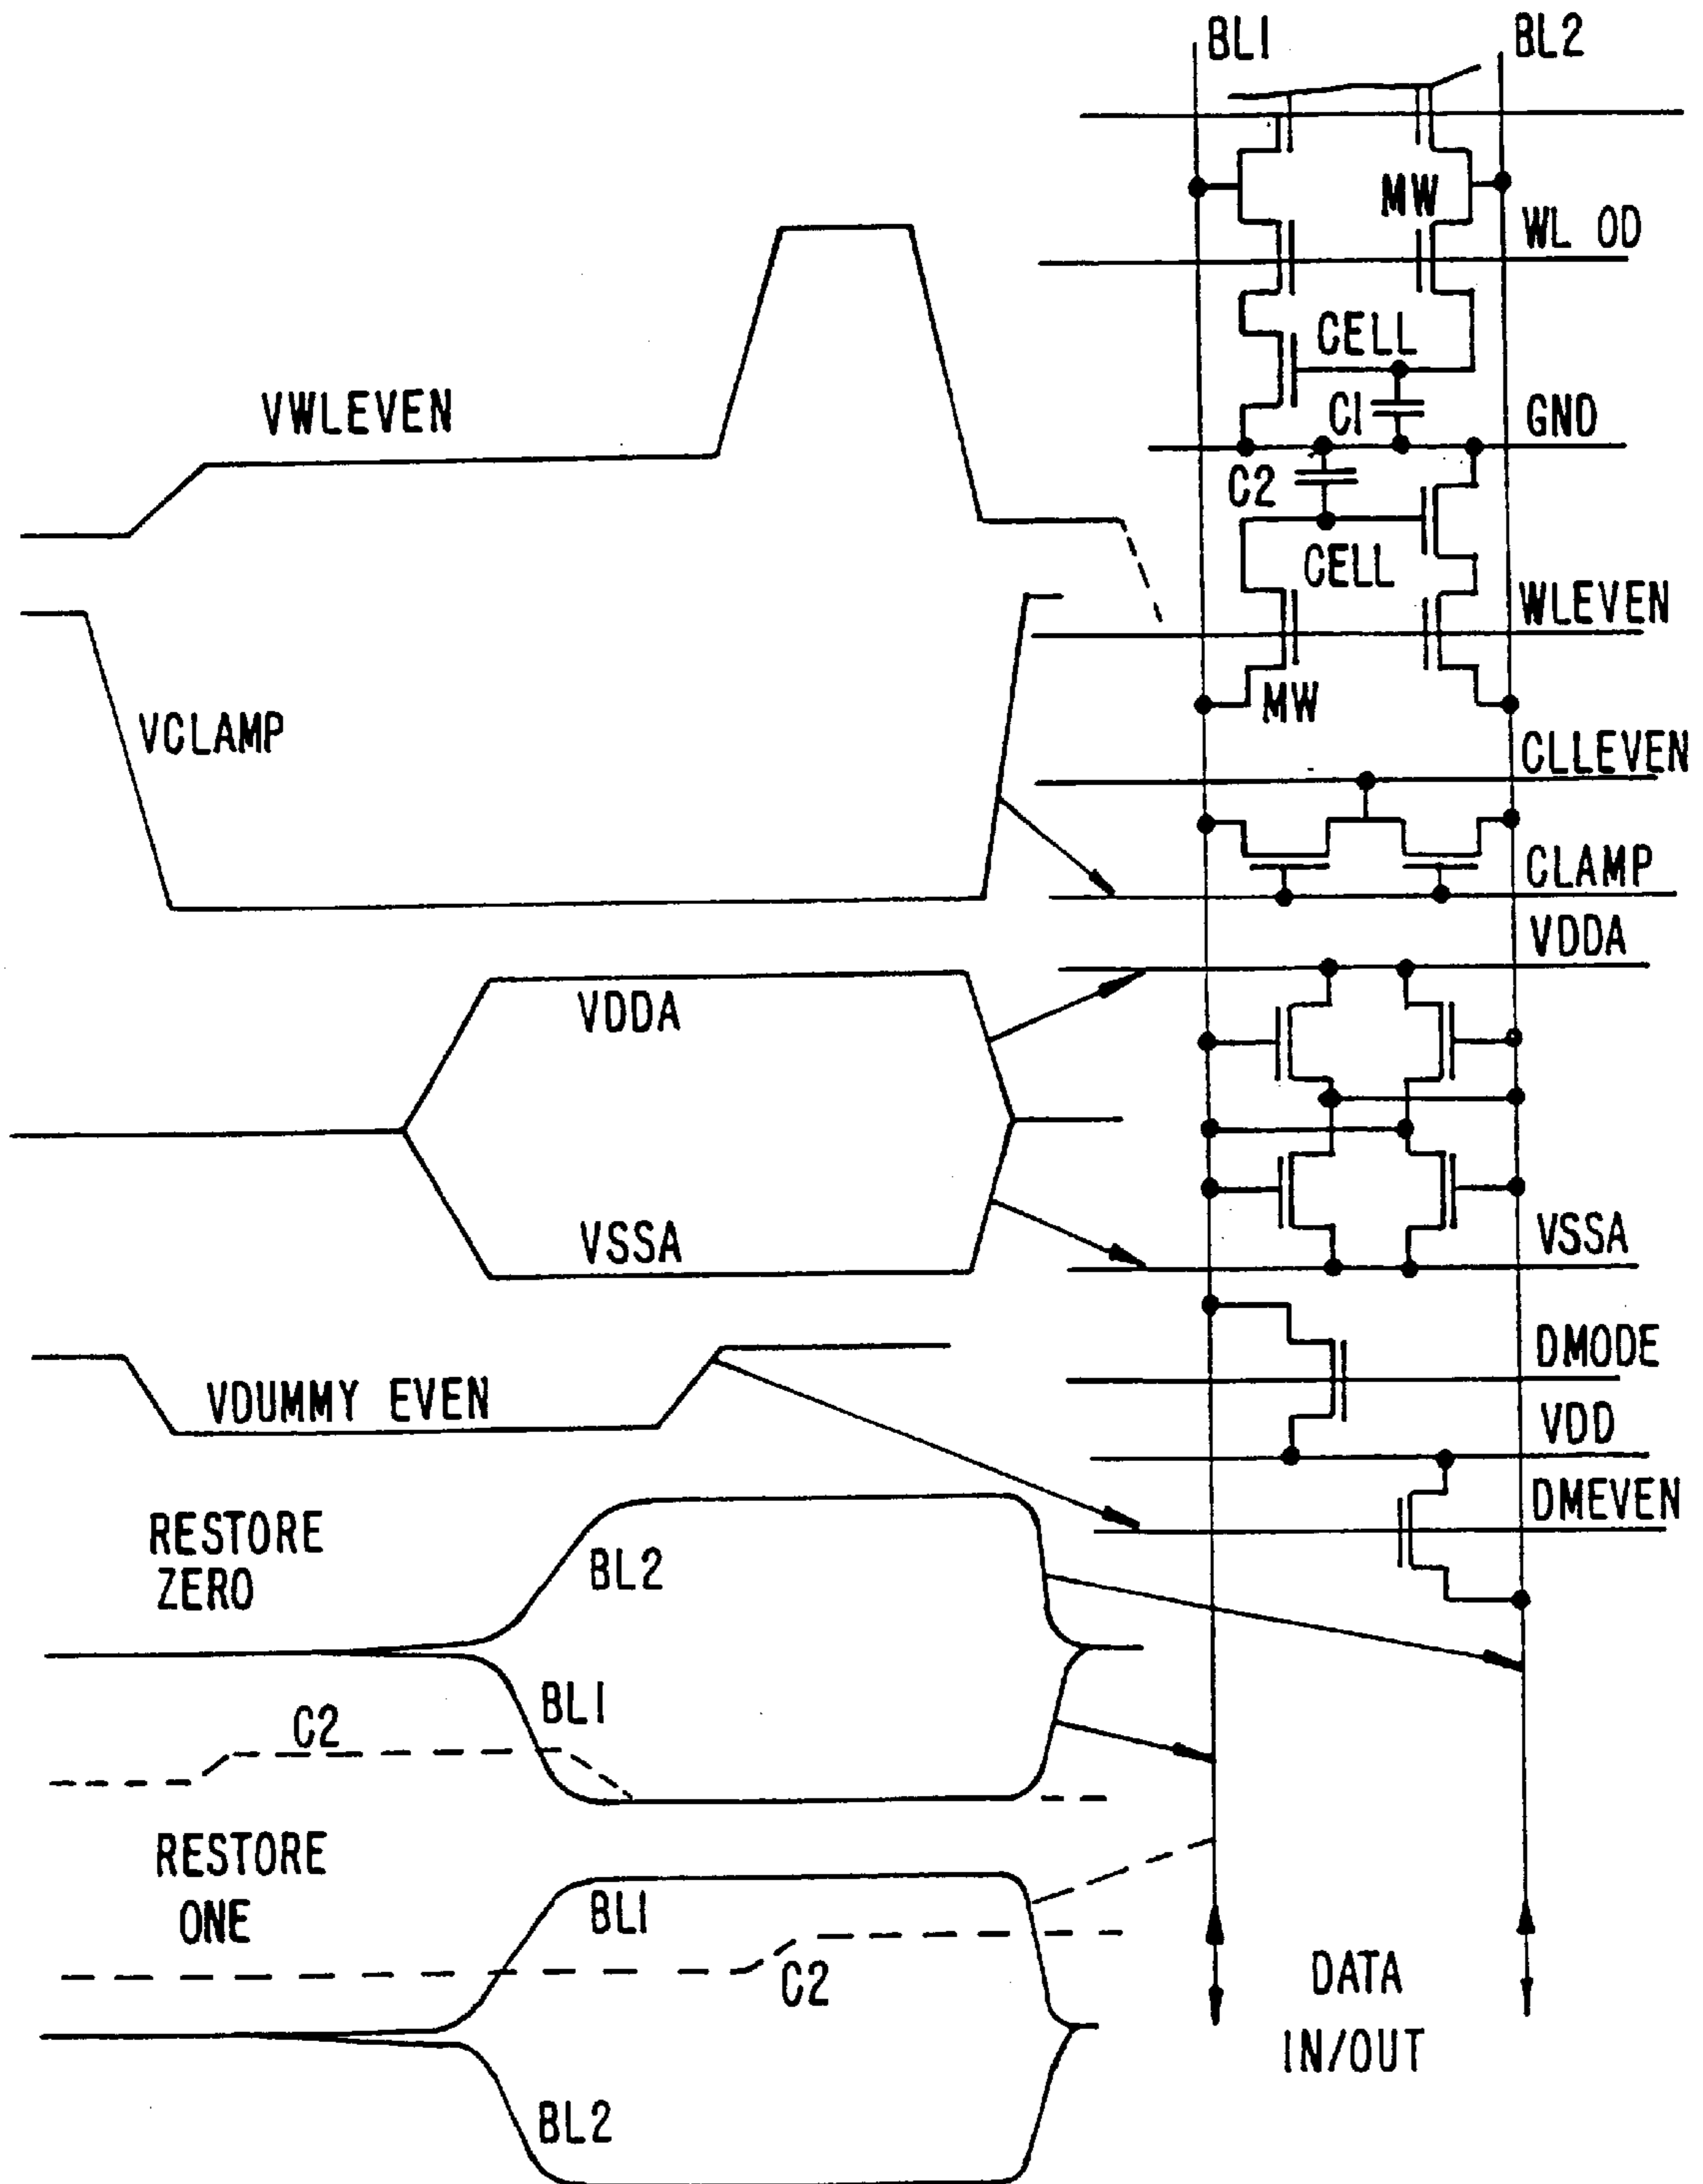 BL1
BL2
MW
WL OD
CELL
VWLEVEN
C1
GND
C2
CELL
WLEVEN
MW
VCLAMP
CLLEVEN
CLAMP
VDDA
VDDA
VSSA
VSSA
DMODE
VDUMMY EVEN
VDD
DMEVEN
RESTORE
ZERO
BL2
BL1
C2
RESTORE
ONE
BL1
C2
DATA
IN/OUT
BL2